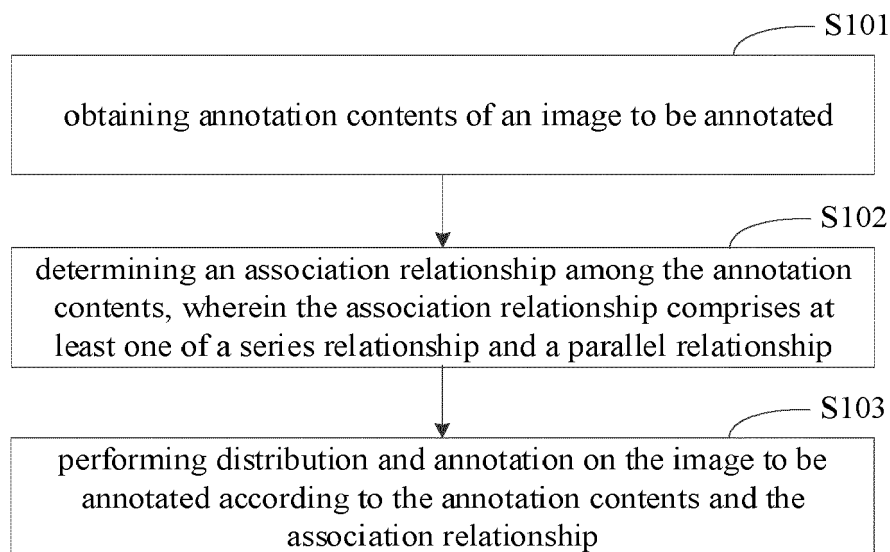 S101
obtaining annotation contents of an image to be annotated
S102
determining an association relationship among the annotation
contents, wherein the association relationship comprises at
least one of a series relationship and a parallel relationship
S103
performing distribution and annotation on the image to be
annotated according to the annotation contents and the
association relationship